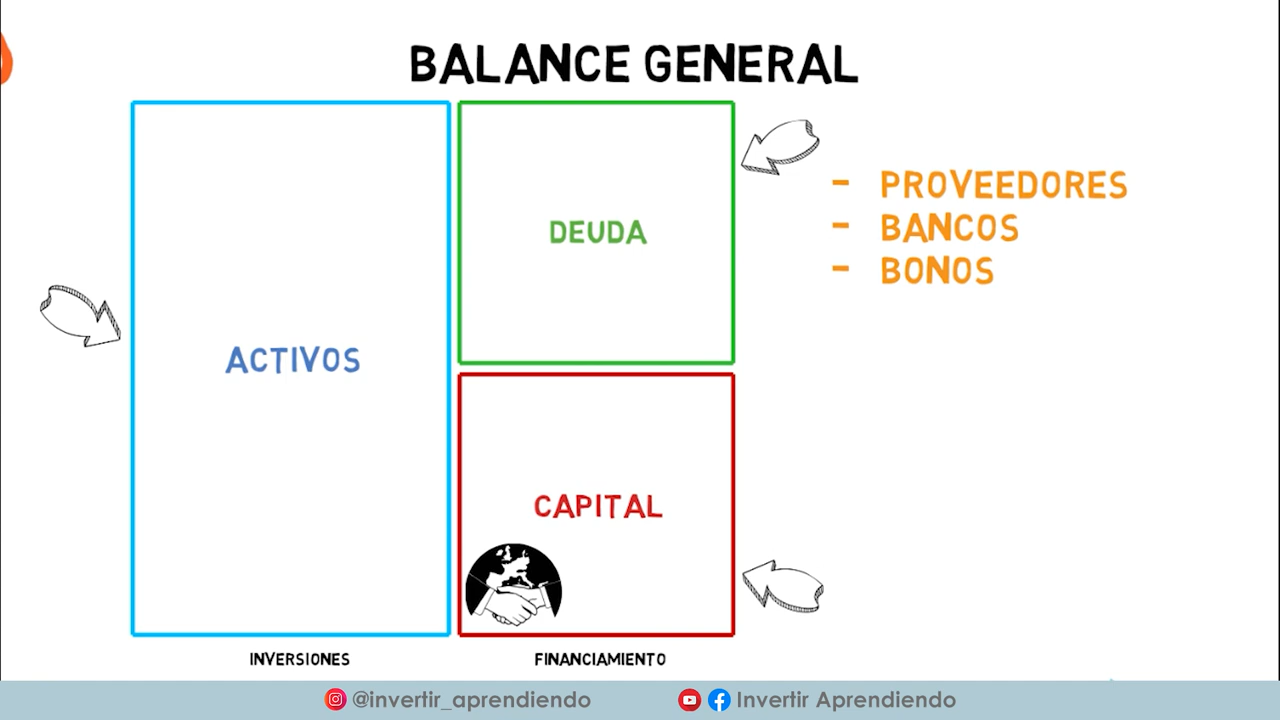 BALANCE GENERAL
ACTIVOS
DEUDA
- PROVEEDORES
- BANCOS
- BONOS
CAPITAL
INVERSIONES
FINANCIAMIENTO
@invertir_aprendiendo
Invertir Aprendiendo